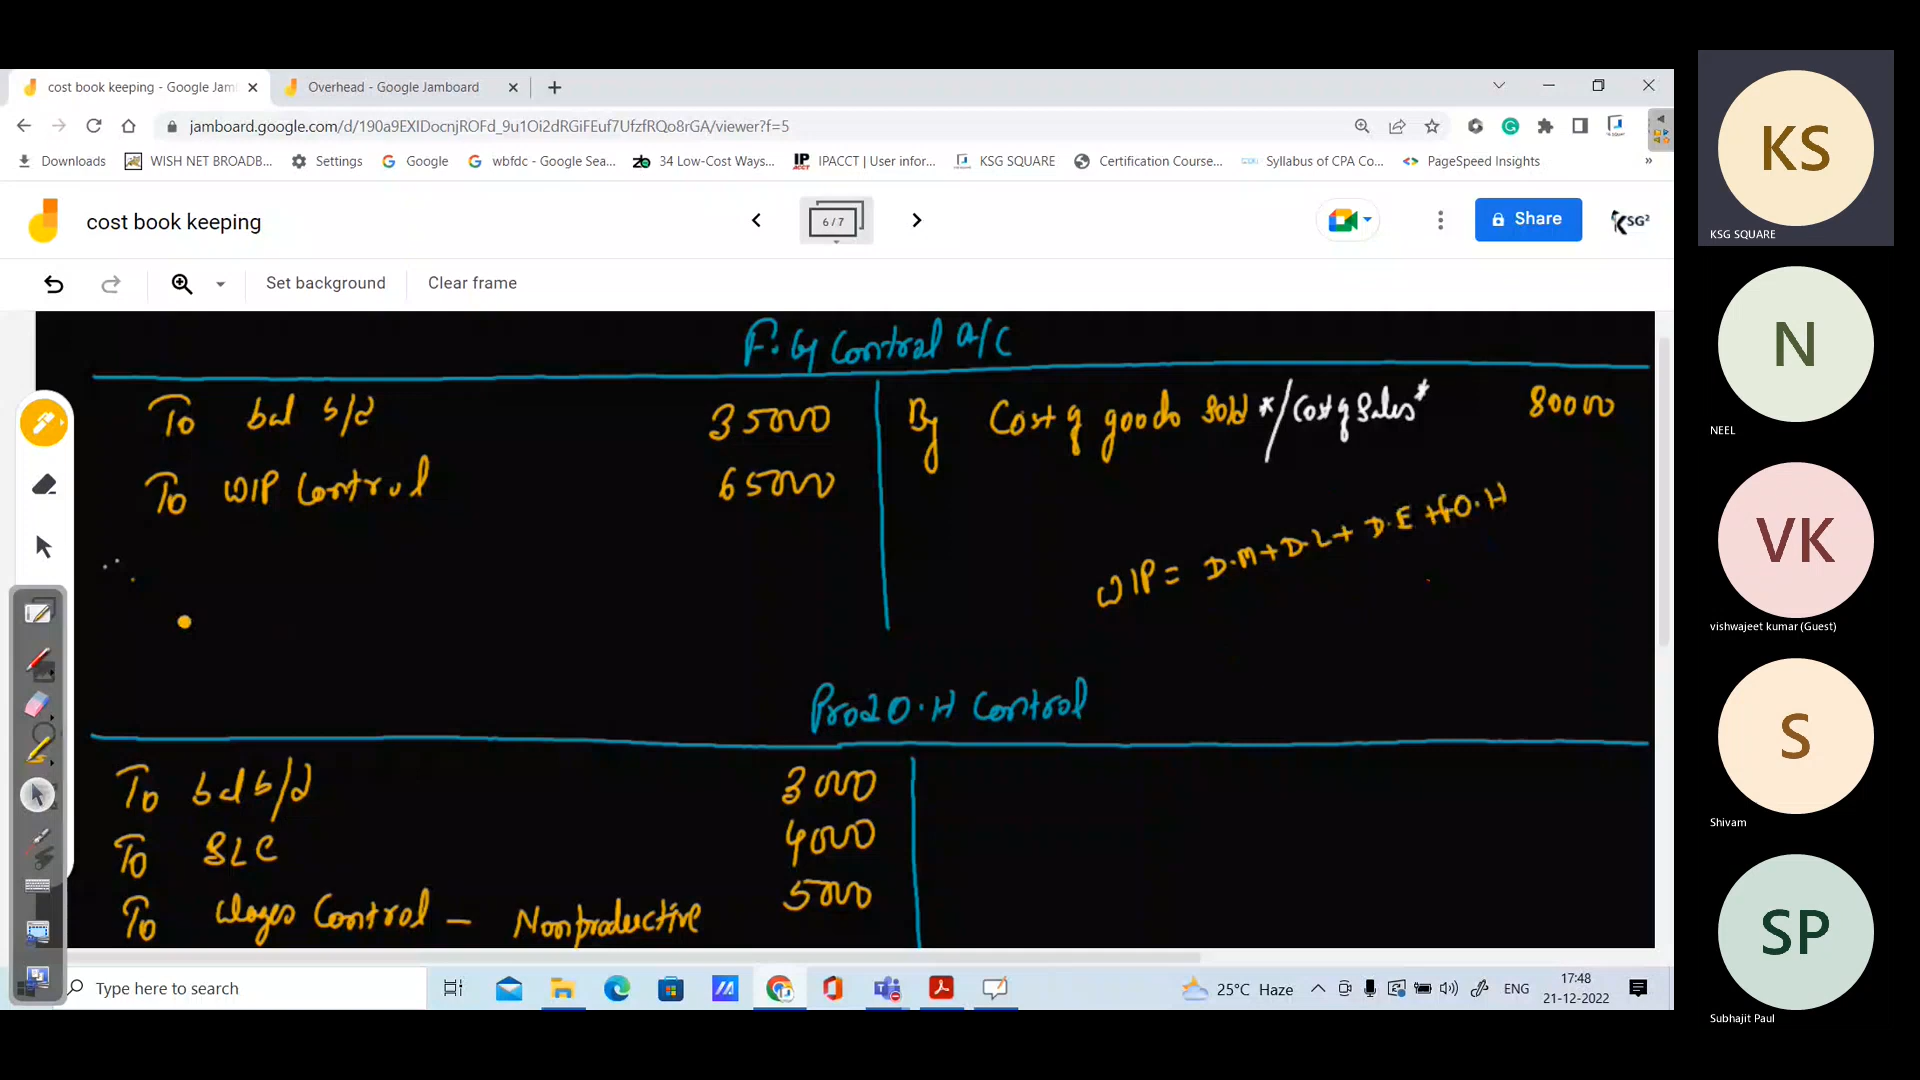 cost book keeping - Google Jam
Overhead - Google Jamboard
jamboard.google.com/d/190a9EXIDocnjROFd_9u1Oi2dRGiFEuf7UfzfRQo8rGA/viewer?f=5
Downloads WISH NET BROADB... Settings Google wbfdc - Google Sea... 34 Low-Cost Ways... IPACCT | User infor... KSG SQUARE Certification Course... Syllabus of CPA Co... PageSpeed Insights »
cost book keeping
6 / 7
Share
KSG²
Set background Clear frame
F.G Control A/C
To bal b/d 35000 By Cost of goods sold */Cost of Sales* 80000
To WIP Control 65000
WIP = D.M + D.L + D.E + F.O.H
Prod O.H Control
To bal b/d 3000
To SLC 4000
To Wages Control - Nonproductive 5000
Type here to search
25°C Haze
ENG
17:48
21-12-2022
KS
KSG SQUARE
N
NEEL
VK
vishwajeet kumar (Guest)
S
Shivam
SP
Subhajit Paul